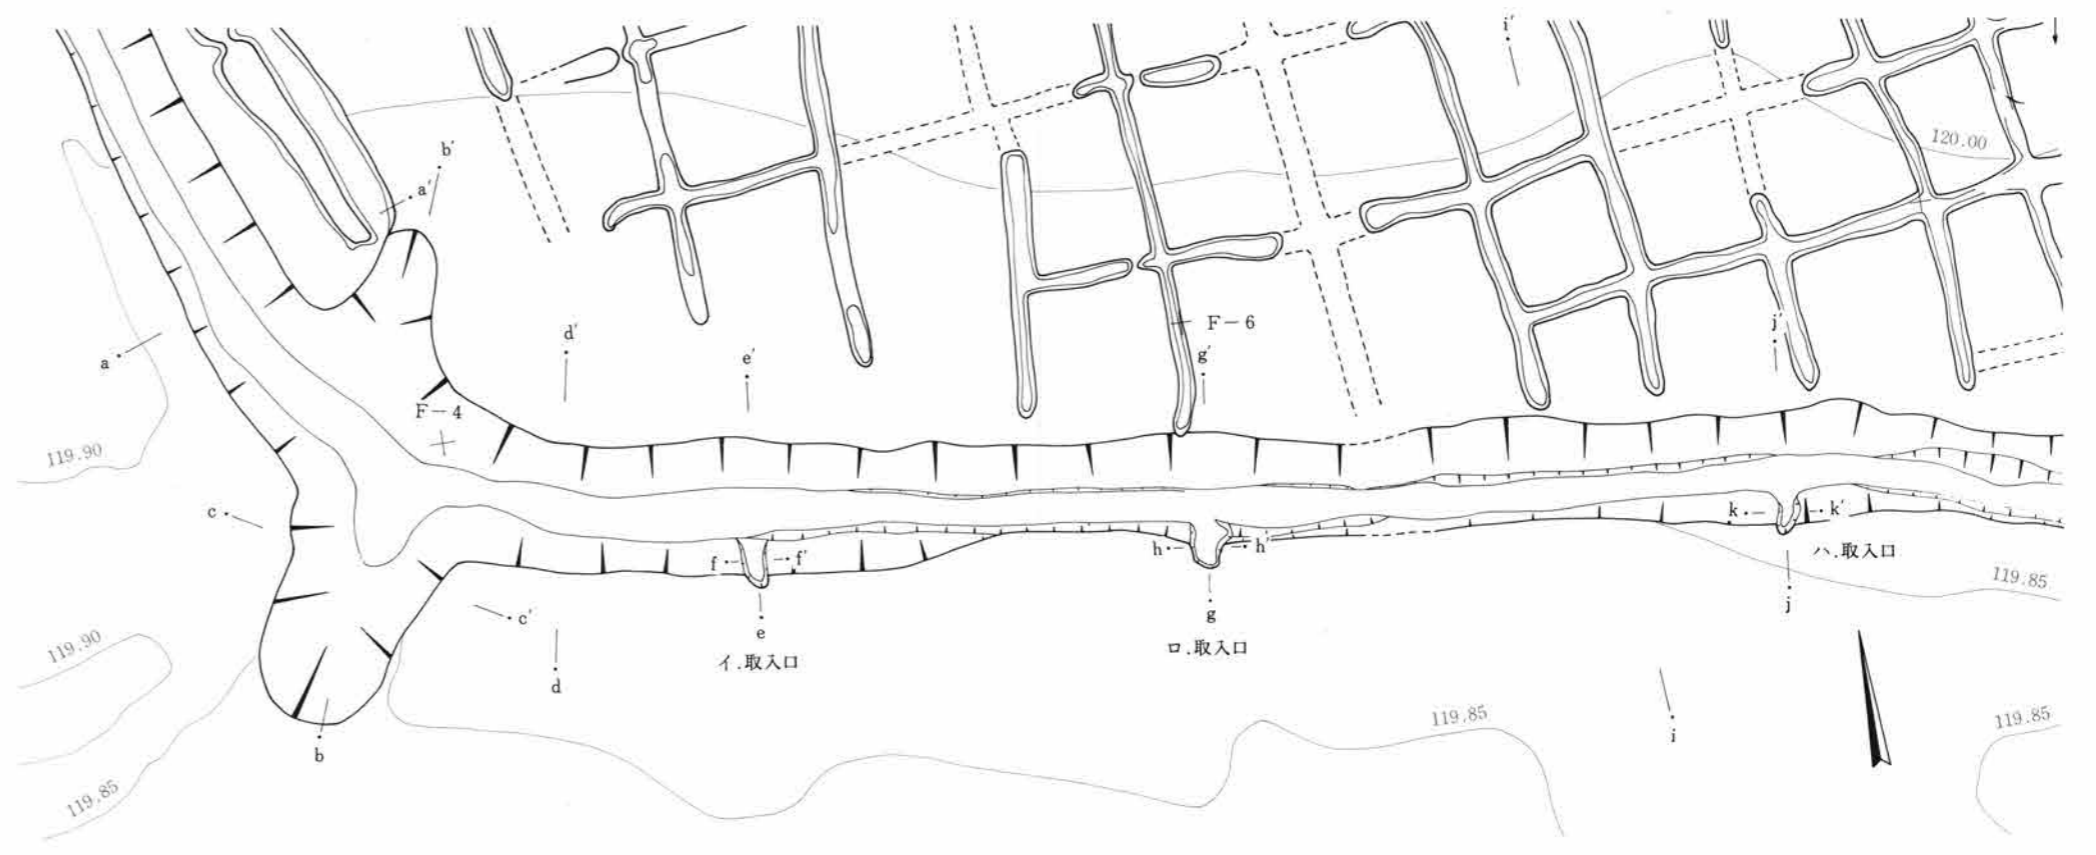 i′
b′
120.00
a′
d′
F-6
j′
e′
g′
a
F-4
119.90
c
k
k′
h
h′
ハ.取入口
f
f′
119.85
j
c′
g
e
119.90
ロ.取入口
イ.取入口
d
119.85
119.85
i
b
119.85